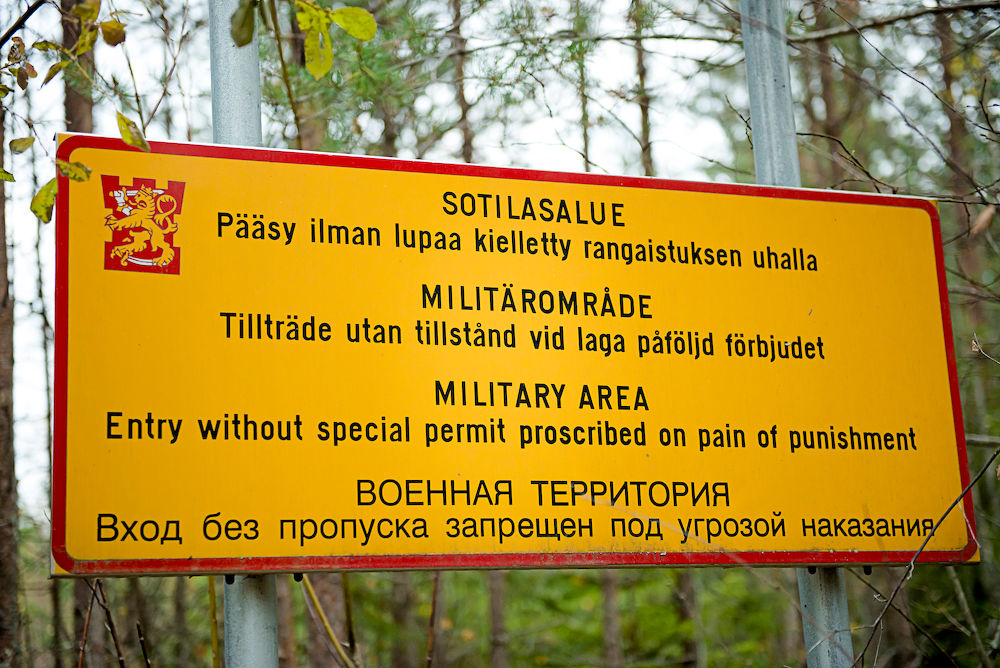 SOTILASALUE
Pääsy ilman lupaa kielletty rangaistuksen uhalla
MILITÄROMRÅDE
Tillträde utan tillstånd vid laga påföljd förbjudet
MILITARY AREA
Entry without special permit proscribed on pain of punishment
ВОЕННАЯ ТЕРРИТОРИЯ
Вход без пропуска запрещен под угрозой наказания